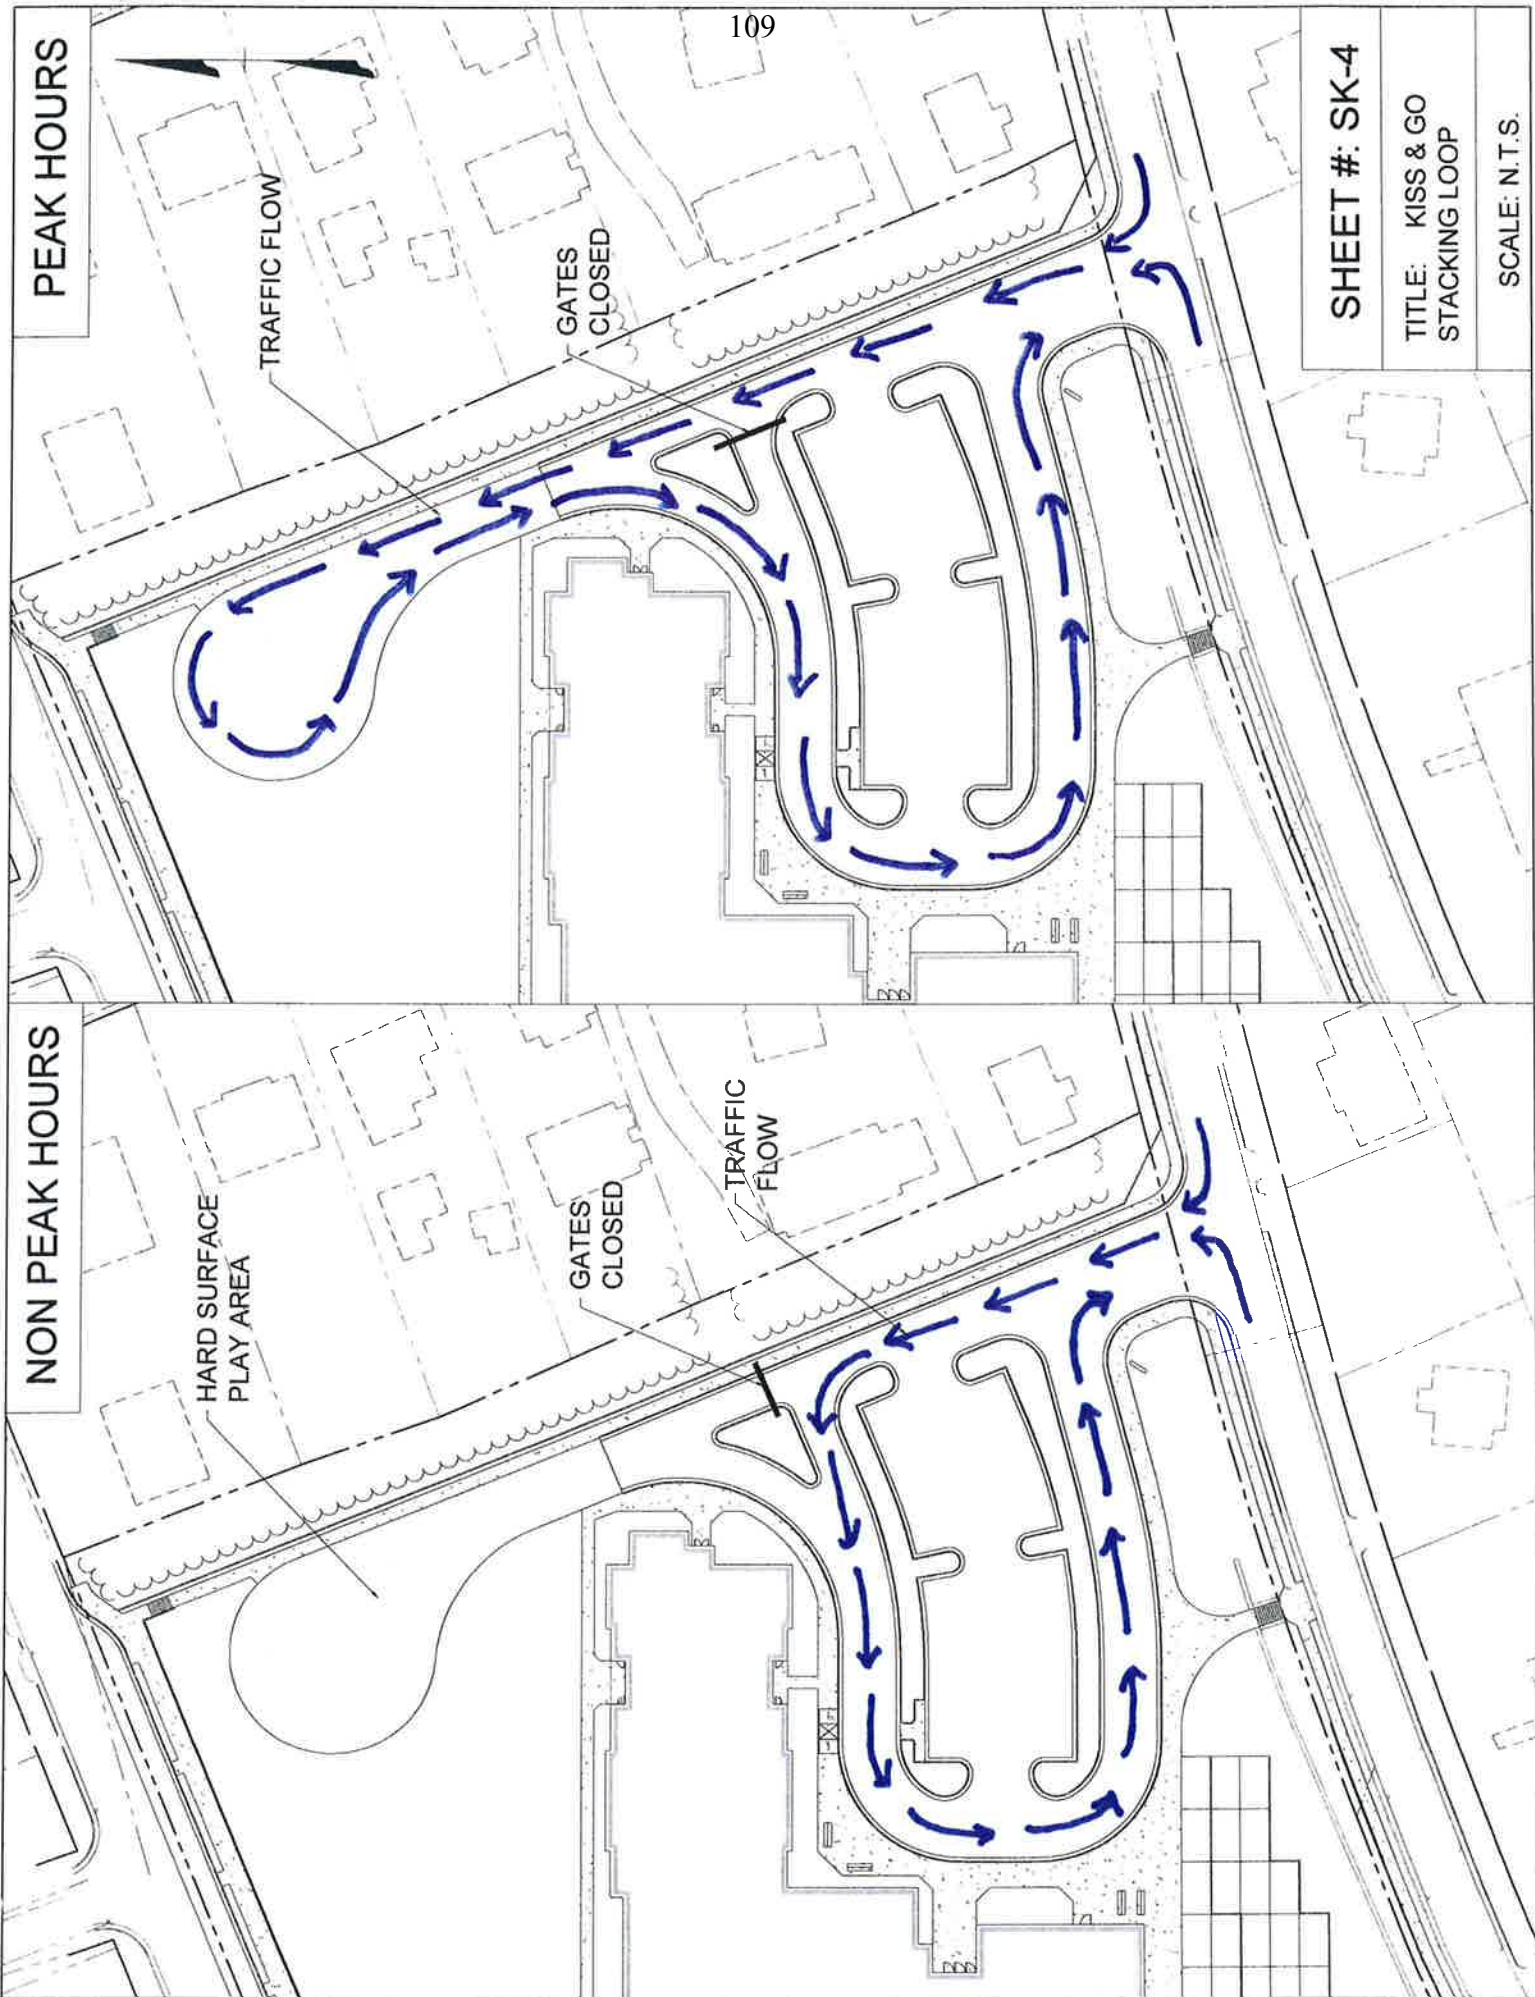 109
NON PEAK HOURS
HARD SURFACE
PLAY AREA
GATES
CLOSED
TRAFFIC
FLOW
PEAK HOURS
TRAFFIC FLOW
GATES
CLOSED
SHEET #: SK-4
TITLE: KISS & GO
STACKING LOOP
SCALE: N.T.S.